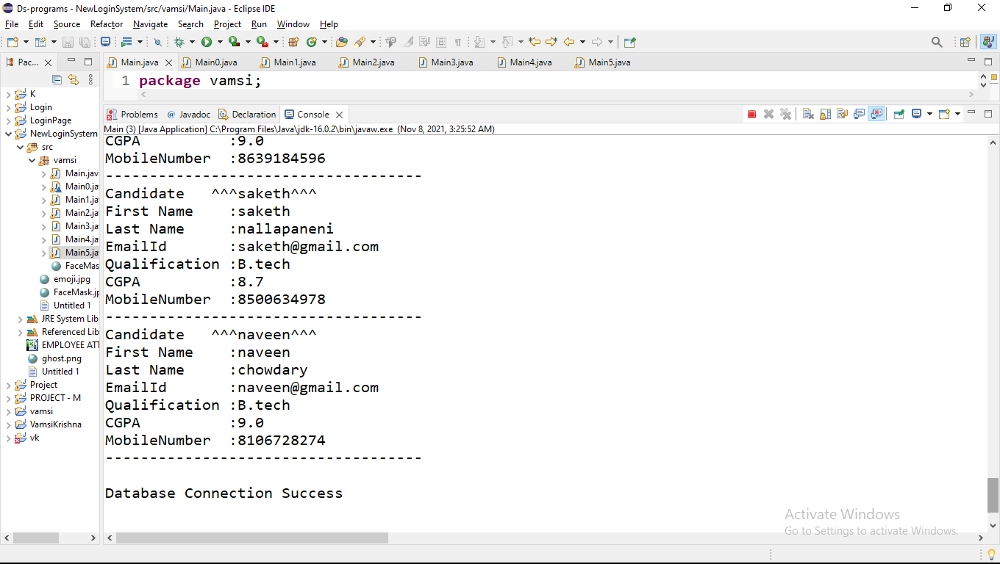 Ds-programs - NewLoginSystem/src/vamsi/Main.java - Eclipse IDE
File Edit Source Refactor Navigate Search Project Run Window Help
Pac...
Main.java Main0.java Main1.java Main2.java Main3.java Main4.java Main5.java
1 package vamsi;
K
Login
LoginPage
NewLoginSystem
src
vamsi
Main.jav
Main0.ja
Main1.ja
Main2.ja
Main3.ja
Main4.ja
Main5.ja
FaceMas
emoji.jpg
FaceMask.jp
Untitled 1
JRE System Lib
Referenced Lib
EMPLOYEE ATT
ghost.png
Untitled 1
Project
PROJECT - M
vamsi
VamsiKrishna
vk
Problems @ Javadoc Declaration Console
Main (3) [Java Application] C:\Program Files\Java\jdk-16.0.2\bin\javaw.exe (Nov 8, 2021, 3:25:52 AM)
CGPA :9.0
MobileNumber :8639184596
------------------------------------
Candidate ^^^saketh^^^
First Name :saketh
Last Name :nallapaneni
EmailId :saketh@gmail.com
Qualification :B.tech
CGPA :8.7
MobileNumber :8500634978
------------------------------------
Candidate ^^^naveen^^^
First Name :naveen
Last Name :chowdary
EmailId :naveen@gmail.com
Qualification :B.tech
CGPA :9.0
MobileNumber :8106728274
------------------------------------
Database Connection Success
Activate Windows
Go to Settings to activate Windows.